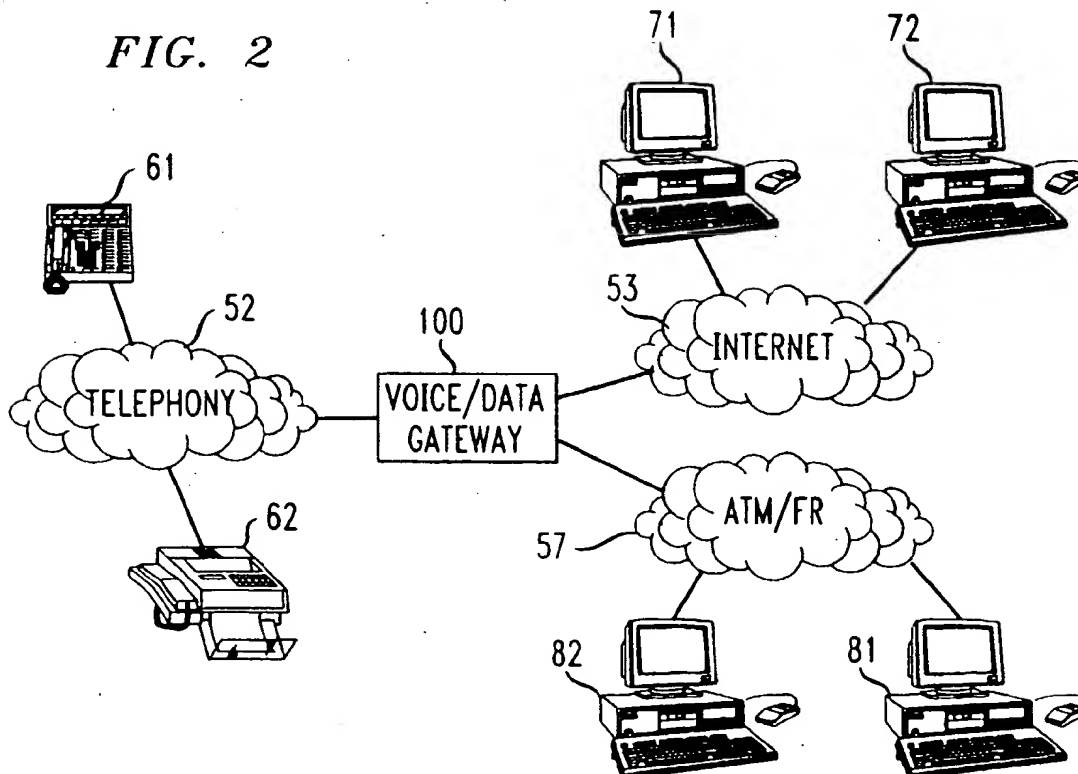 FIG. 2
71
72
61
53
52
100
INTERNET
TELEPHONY
VOICE/DATA
GATEWAY
ATM/FR
62
57
82
81